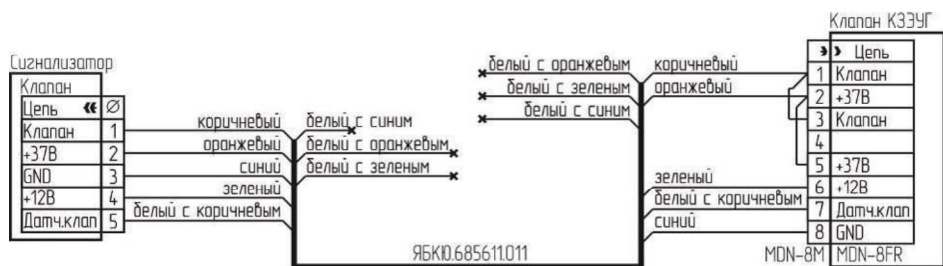 Клапан КЗЭУГ
Сигнализатор
Клапан
Цепь
Клапан 1
+37В 2
GND 3
+12В 4
Датч.клап 5
коричневый
оранжевый
синий
зеленый
белый с коричневым
белый с синим
белый с оранжевым
белый с зеленым
ЯБКЮ.685611.011
белый с оранжевым
белый с зеленым
белый с синим
коричневый
оранжевый
зеленый
белый с коричневым
синий
Цепь
1 Клапан
2 +37В
3 Клапан
4
5 +37В
6 +12В
7 Датч.клап
8 GND
MDN-8M MDN-8FR